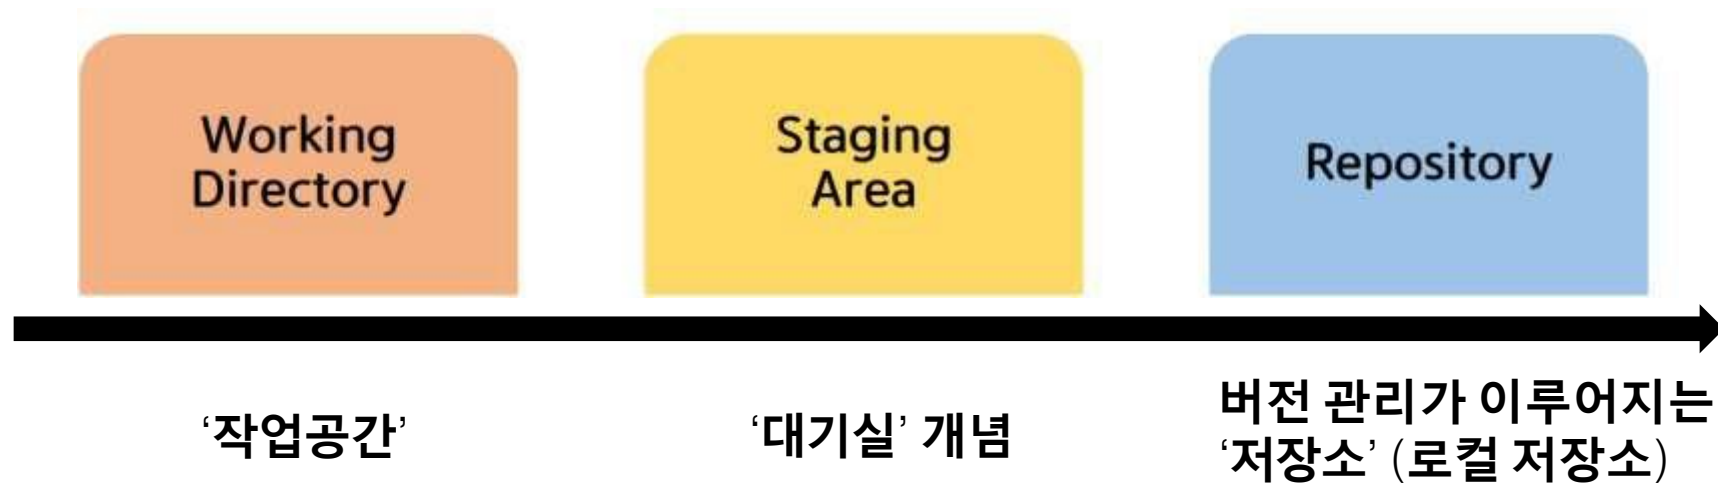 Working
Directory
Staging
Area
Repository
‘작업공간’
‘대기실’ 개념
버전 관리가 이루어지는
‘저장소’ (로컬 저장소)